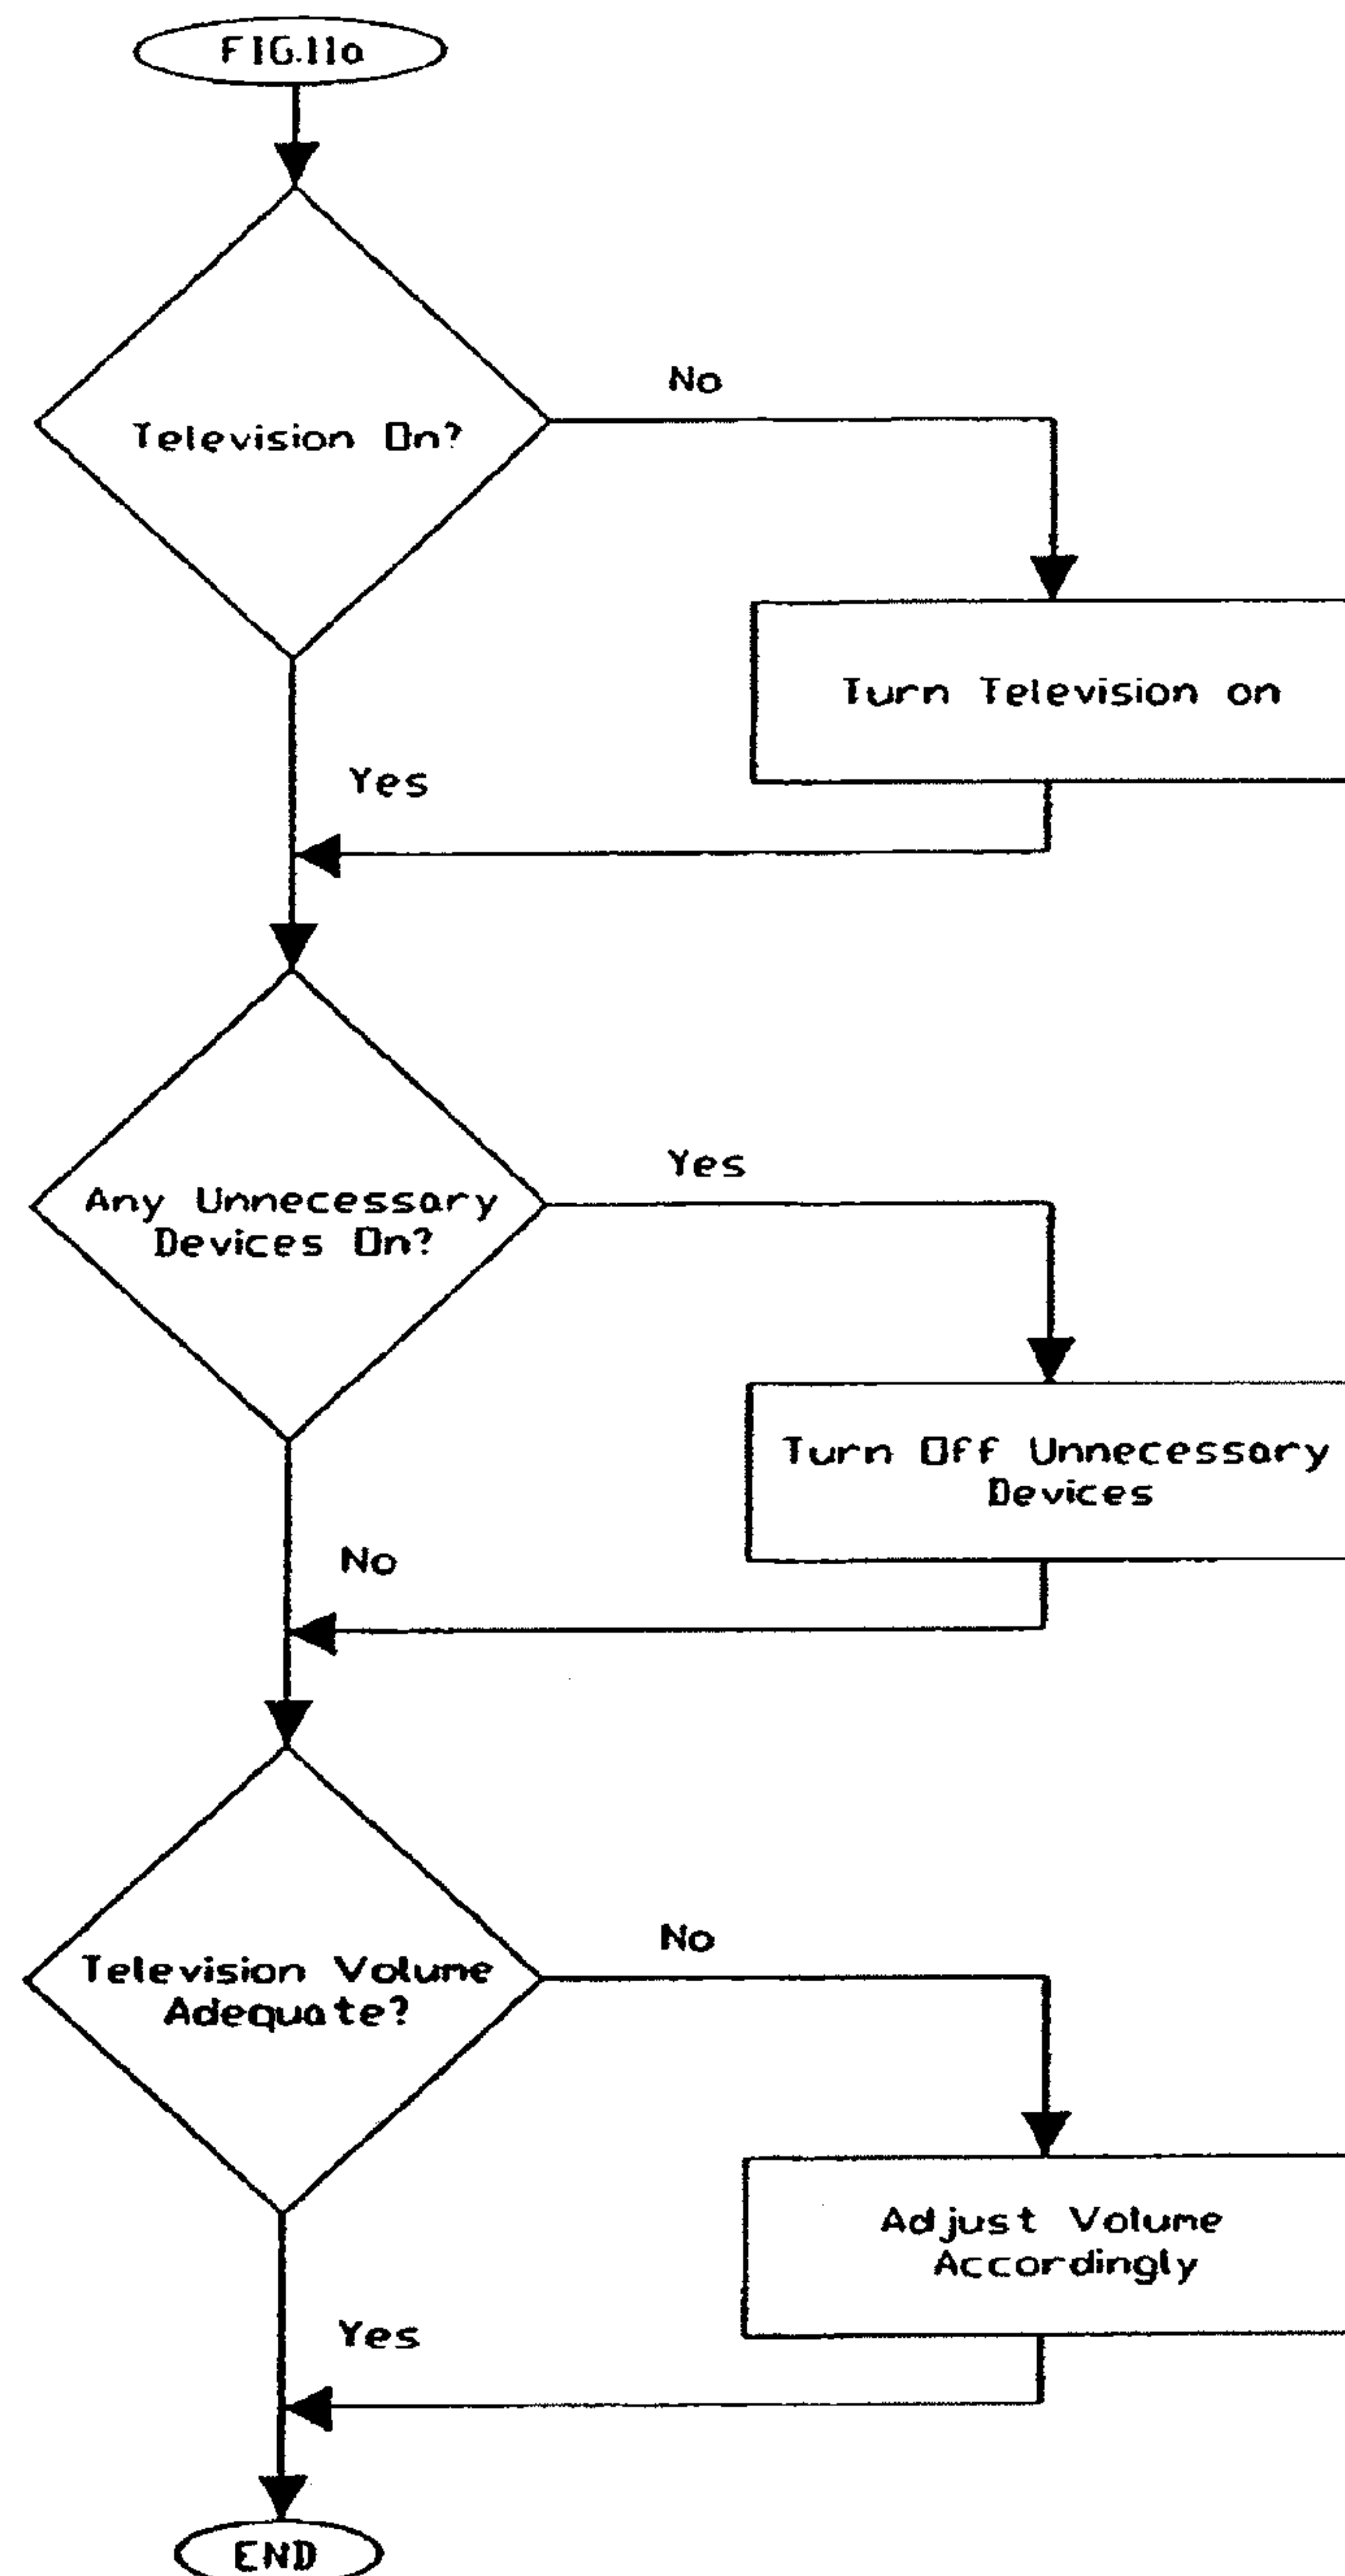 FIG.11a
Television On?
No
Turn Television on
Yes
Any Unnecessary
Devices On?
Yes
Turn Off Unnecessary
Devices
No
Television Volume
Adequate?
No
Adjust Volume
Accordingly
Yes
END